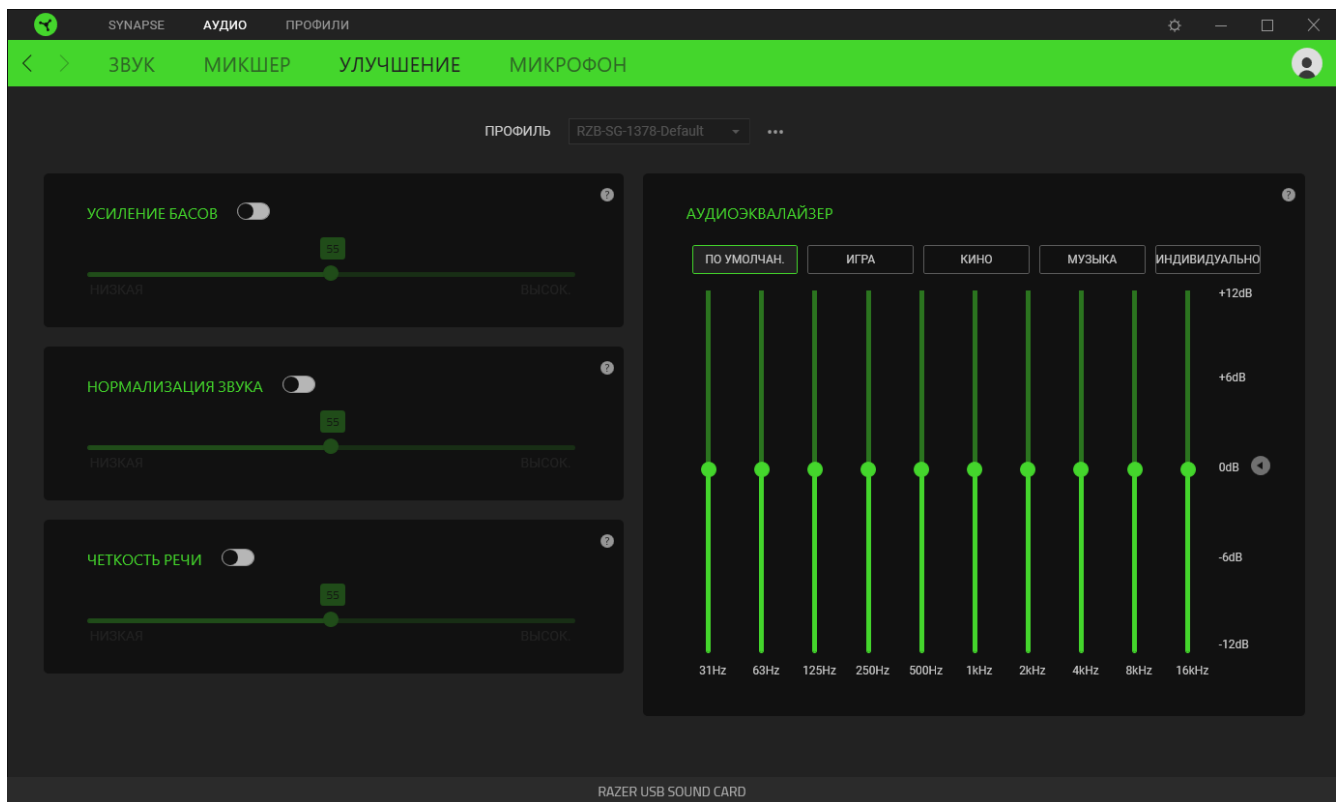 SYNAPSE АУДИО ПРОФИЛИ
ЗВУК МИКШЕР УЛУЧШЕНИЕ МИКРОФОН
ПРОФИЛЬ RZB-SG-1378-Default
УСИЛЕНИЕ БАСОВ
55
НИЗКАЯ ВЫСОК.
НОРМАЛИЗАЦИЯ ЗВУКА
55
НИЗКАЯ ВЫСОК.
ЧЕТКОСТЬ РЕЧИ
55
НИЗКАЯ ВЫСОК.
АУДИОЭКВАЛАЙЗЕР
ПО УМОЛЧАН. ИГРА КИНО МУЗЫКА ИНДИВИДУАЛЬНО
+12dB
+6dB
0dB
-6dB
-12dB
31Hz 63Hz 125Hz 250Hz 500Hz 1kHz 2kHz 4kHz 8kHz 16kHz
RAZER USB SOUND CARD